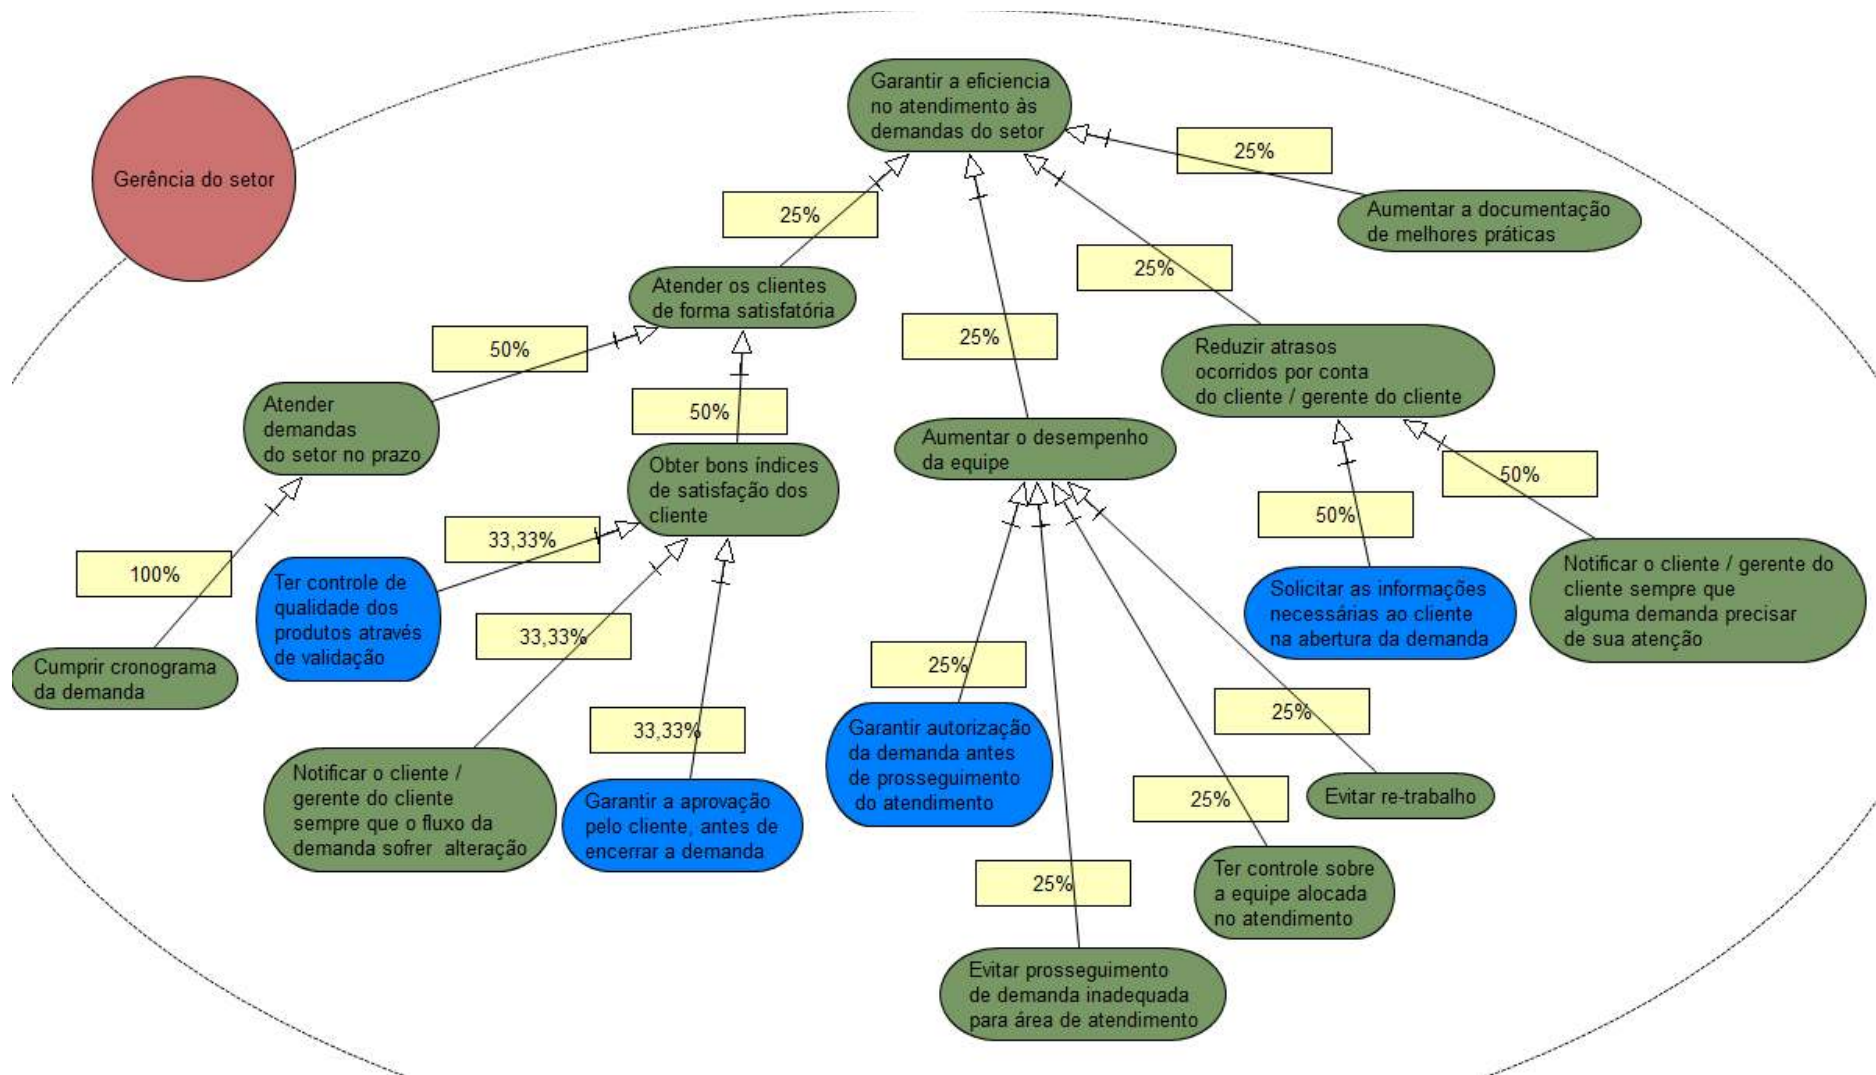 Garantir a eficiencia
no atendimento às
demandas do setor
25%
Gerência do setor
25%
Aumentar a documentação
de melhores práticas
25%
Atender os clientes
de forma satisfatória
50%
25%
Reduzir atrasos
ocorridos por conta
do cliente / gerente do cliente
50%
Atender
demandas
do setor no prazo
Aumentar o desempenho
da equipe
Obter bons índices
de satisfação dos
cliente
50%
50%
33,33%
100%
Ter controle de
qualidade dos
produtos através
de validação
Solicitar as informações
necessárias ao cliente
na abertura da demanda
Notificar o cliente / gerente do
cliente sempre que
alguma demanda precisar
de sua atenção
33,33%
Cumprir cronograma
da demanda
25%
25%
33,33%
Garantir autorização
da demanda antes
de prosseguimento
do atendimento
Notificar o cliente /
gerente do cliente
sempre que o fluxo da
demanda sofrer alteração
Garantir a aprovação
pelo cliente, antes de
encerrar a demanda
25%
Evitar re-trabalho
25%
Ter controle sobre
a equipe alocada
no atendimento
Evitar prosseguimento
de demanda inadequada
para área de atendimento